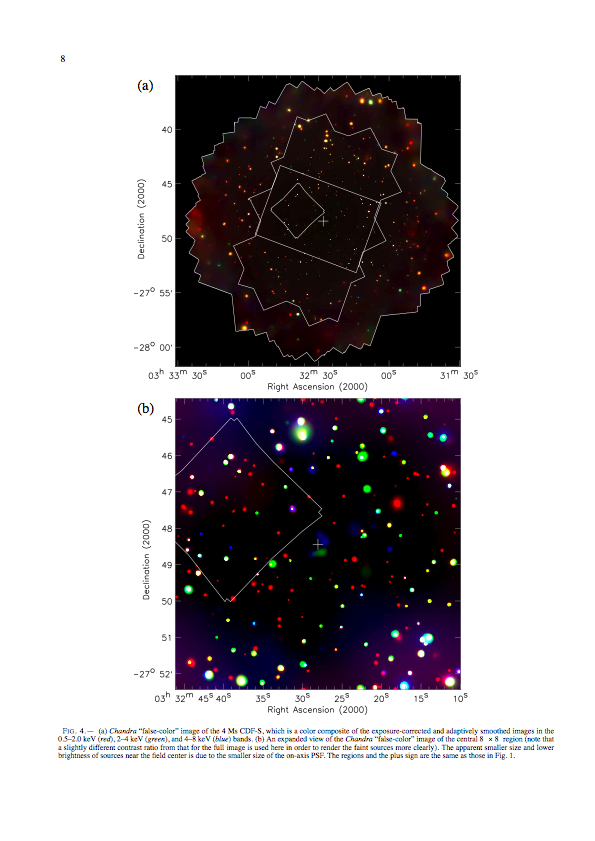 8
(a)
40
45
50
−27° 55'
−28° 00'
Declination (2000)
03ʰ 33ᵐ 30ˢ 00ˢ 32ᵐ 30ˢ 00ˢ 31ᵐ 30ˢ
Right Ascension (2000)
(b)
45
46
47
48
49
50
51
−27° 52'
Declination (2000)
03ʰ 32ᵐ 45ˢ 40ˢ 35ˢ 30ˢ 25ˢ 20ˢ 15ˢ 10ˢ
Right Ascension (2000)
FIG. 4.— (a) Chandra “false-color” image of the 4 Ms CDF-S, which is a color composite of the exposure-corrected and adaptively smoothed images in the
0.5–2.0 keV (red), 2–4 keV (green), and 4–8 keV (blue) bands. (b) An expanded view of the Chandra “false-color” image of the central 8 × 8 region (note that
a slightly different contrast ratio from that for the full image is used here in order to render the faint sources more clearly). The apparent smaller size and lower
brightness of sources near the field center is due to the smaller size of the on-axis PSF. The regions and the plus sign are the same as those in Fig. 1.